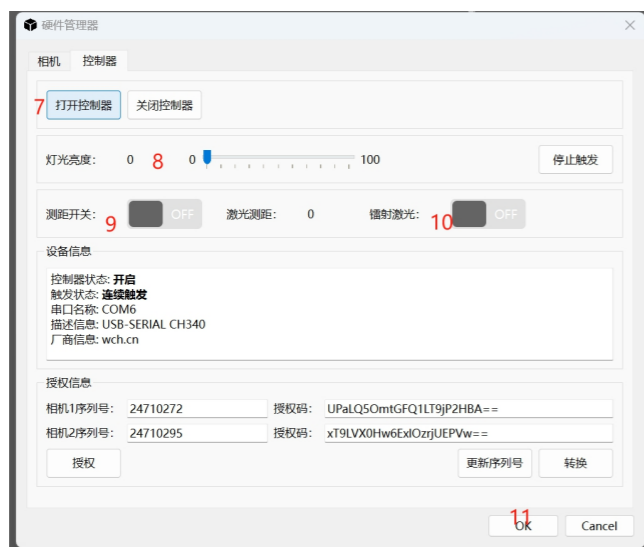 硬件管理器
相机 控制器
7 打开控制器 关闭控制器
灯光亮度： 0 8 0 100 停止触发
测距开关： 9 OFF 激光测距： 0 镭射激光： 10 OFF
设备信息
控制器状态: 开启
触发状态: 连续触发
串口名称: COM6
描述信息: USB-SERIAL CH340
厂商信息: wch.cn
授权信息
相机1序列号： 24710272 授权码： UPaLQ5OmtGFQ1LT9jP2HBA==
相机2序列号： 24710295 授权码： xT9LVX0Hw6ExlOzrjUEPVw==
授权 更新序列号 转换
11 OK Cancel